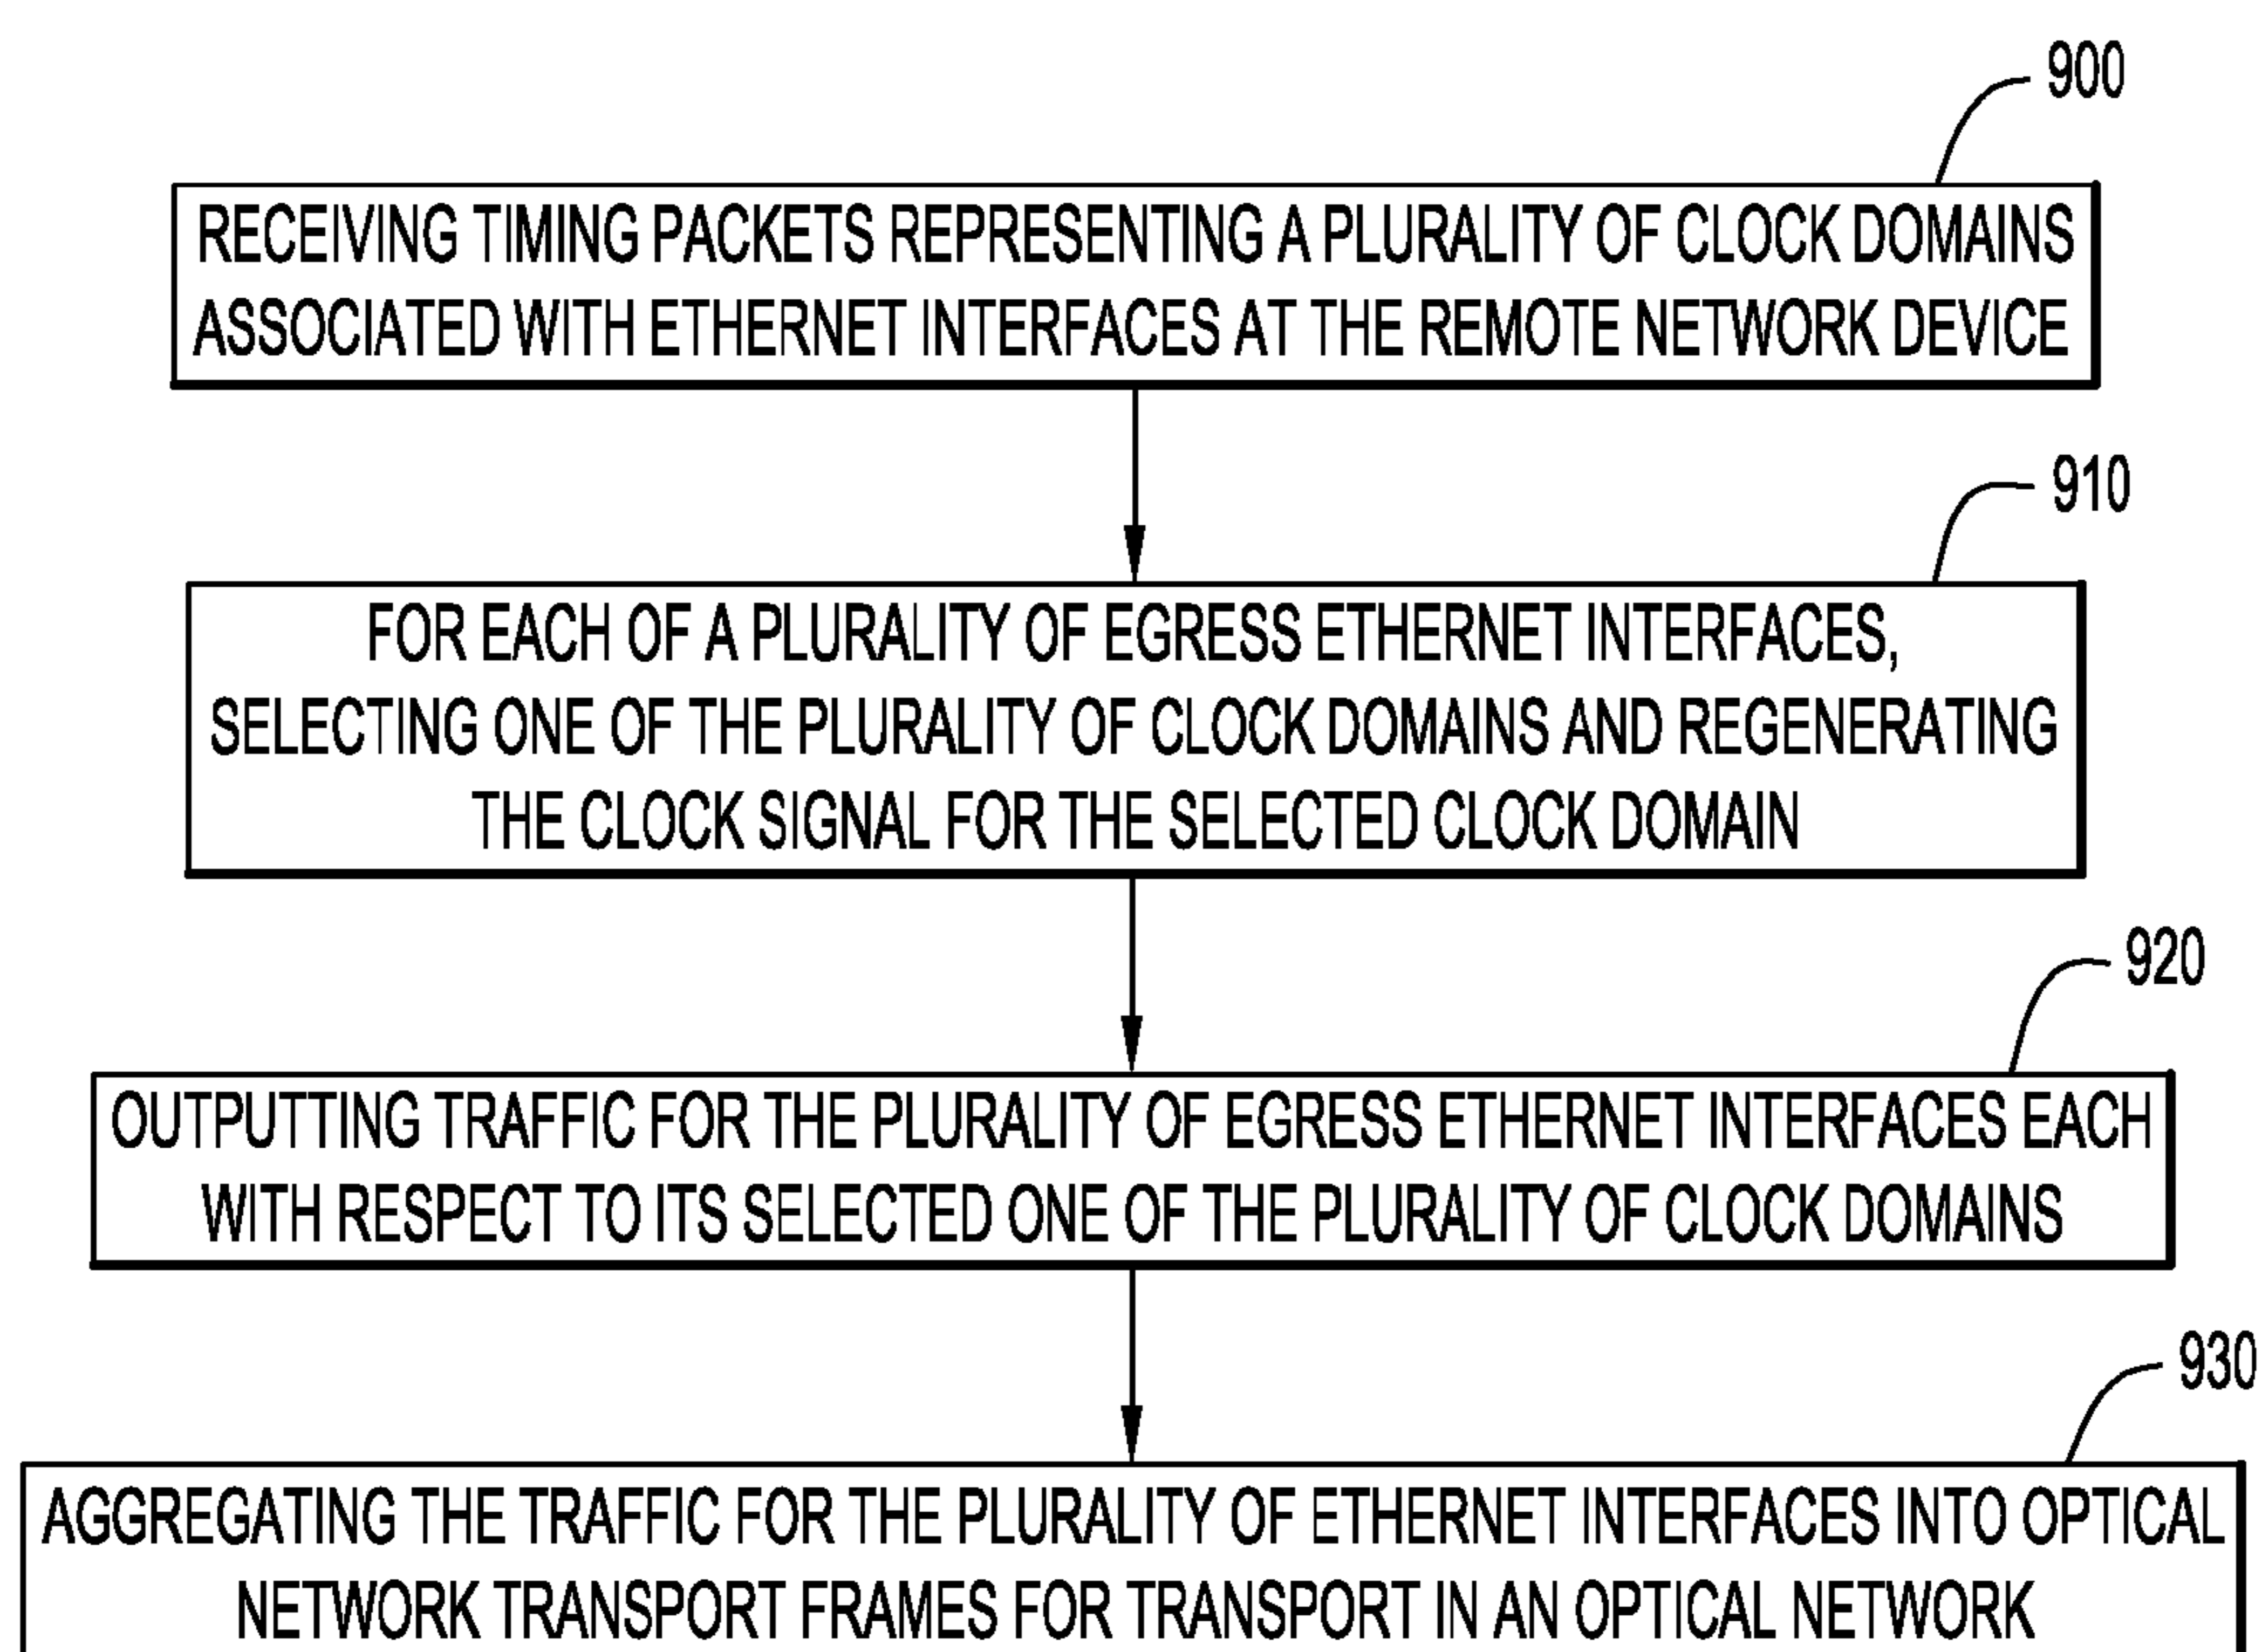 900
RECEIVING TIMING PACKETS REPRESENTING A PLURALITY OF CLOCK DOMAINS
ASSOCIATED WITH ETHERNET INTERFACES AT THE REMOTE NETWORK DEVICE
910
FOR EACH OF A PLURALITY OF EGRESS ETHERNET INTERFACES,
SELECTING ONE OF THE PLURALITY OF CLOCK DOMAINS AND REGENERATING
THE CLOCK SIGNAL FOR THE SELECTED CLOCK DOMAIN
920
OUTPUTTING TRAFFIC FOR THE PLURALITY OF EGRESS ETHERNET INTERFACES EACH
WITH RESPECT TO ITS SELECTED ONE OF THE PLURALITY OF CLOCK DOMAINS
930
AGGREGATING THE TRAFFIC FOR THE PLURALITY OF ETHERNET INTERFACES INTO OPTICAL
NETWORK TRANSPORT FRAMES FOR TRANSPORT IN AN OPTICAL NETWORK